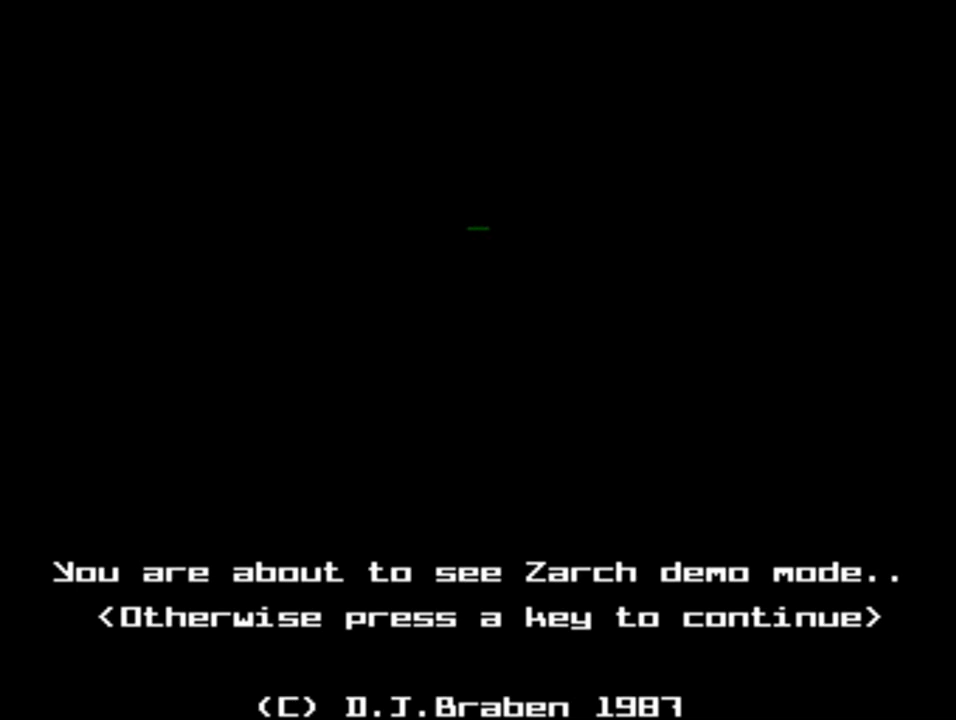 You are about to see Zarch demo mode..
<Otherwise press a key to continue>
(C) D.J.Braben 1987